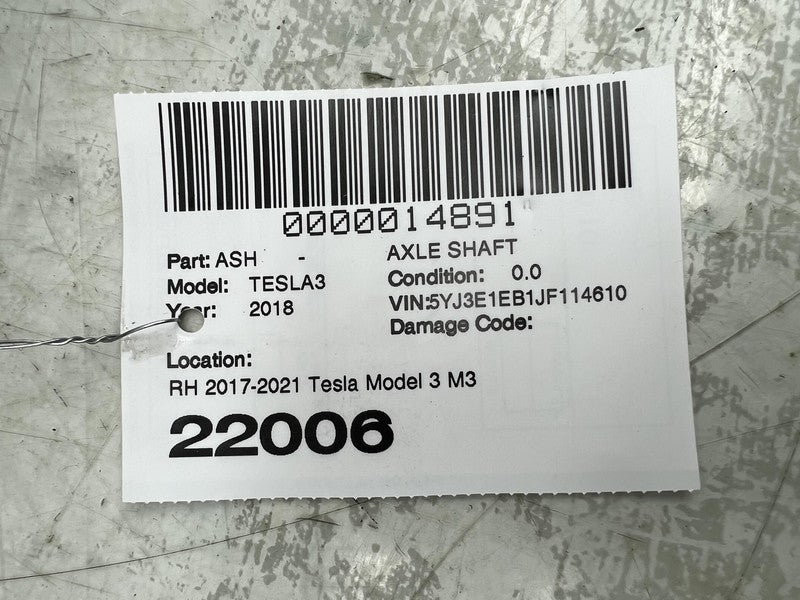 0000014891
Part: ASH - AXLE SHAFT
Model: TESLA3 Condition: 0.0
Year: 2018 VIN:5YJ3E1EB1JF114610
Damage Code:
Location:
RH 2017-2021 Tesla Model 3 M3
22006